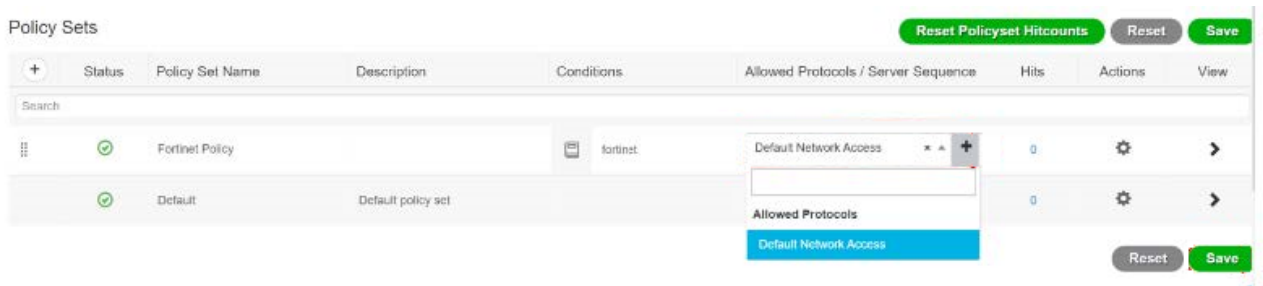 Policy Sets
Reset Policyset Hitcounts Reset Save
+ Status Policy Set Name Description Conditions Allowed Protocols / Server Sequence Hits Actions View
Search
Fortinet Policy fortinet Default Network Access × + 0
Allowed Protocols
Default Default policy set 0
Default Network Access
Reset Save